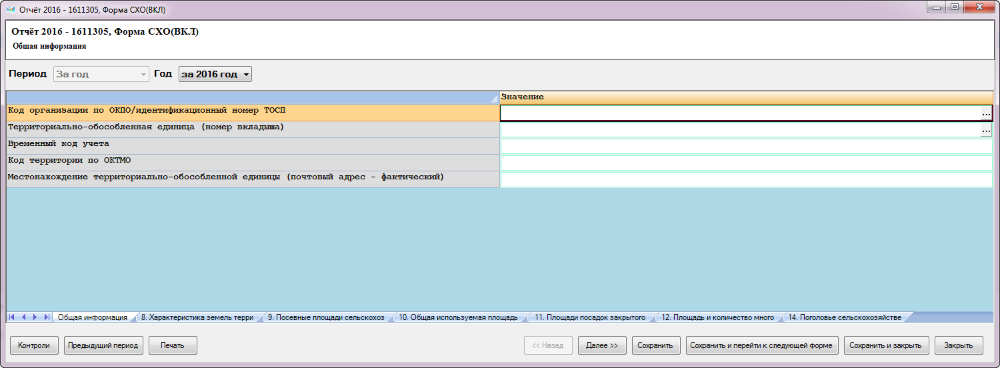 Отчёт 2016 - 1611305, Форма СХО(ВКЛ)
Отчёт 2016 - 1611305, Форма СХО(ВКЛ)
Общая информация
Период За год Год за 2016 год
Значение
Код организации по ОКПО/идентификационный номер ТОСП ...
Территориально-обособленная единица (номер вкладыша) ...
Временный код учета
Код территории по ОКТМО
Местонахождение территориально-обособленной единицы (почтовый адрес - фактический)
Общая информация 8. Характеристика земель терри 9. Посевные площади сельскохоз 10. Общая используемая площадь 11. Площади посадок закрытого 12. Площадь и количество много 14. Поголовье сельскохозяйстве
Контроли Предыдущий период Печать << Назад Далее >> Сохранить Сохранить и перейти к следующей форме Сохранить и закрыть Закрыть